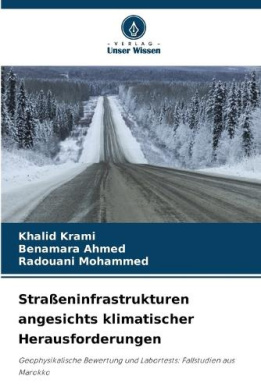 - VERLAG -
Unser Wissen
Khalid Krami
Benamara Ahmed
Radouani Mohammed
Straßeninfrastrukturen
angesichts klimatischer
Herausforderungen
Geophysikalische Bewertung und Labortests: Fallstudien aus
Marokko